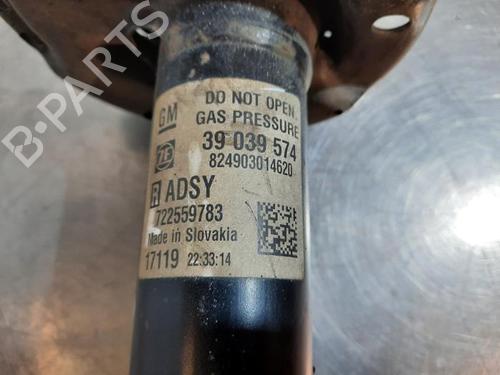 DO NOT OPEN.
GAS PRESSURE
GM
39 039 574
ZF
824903014620
R ADSY
722559783
Made in Slovakia
17119 22:33:14
B-PARTS